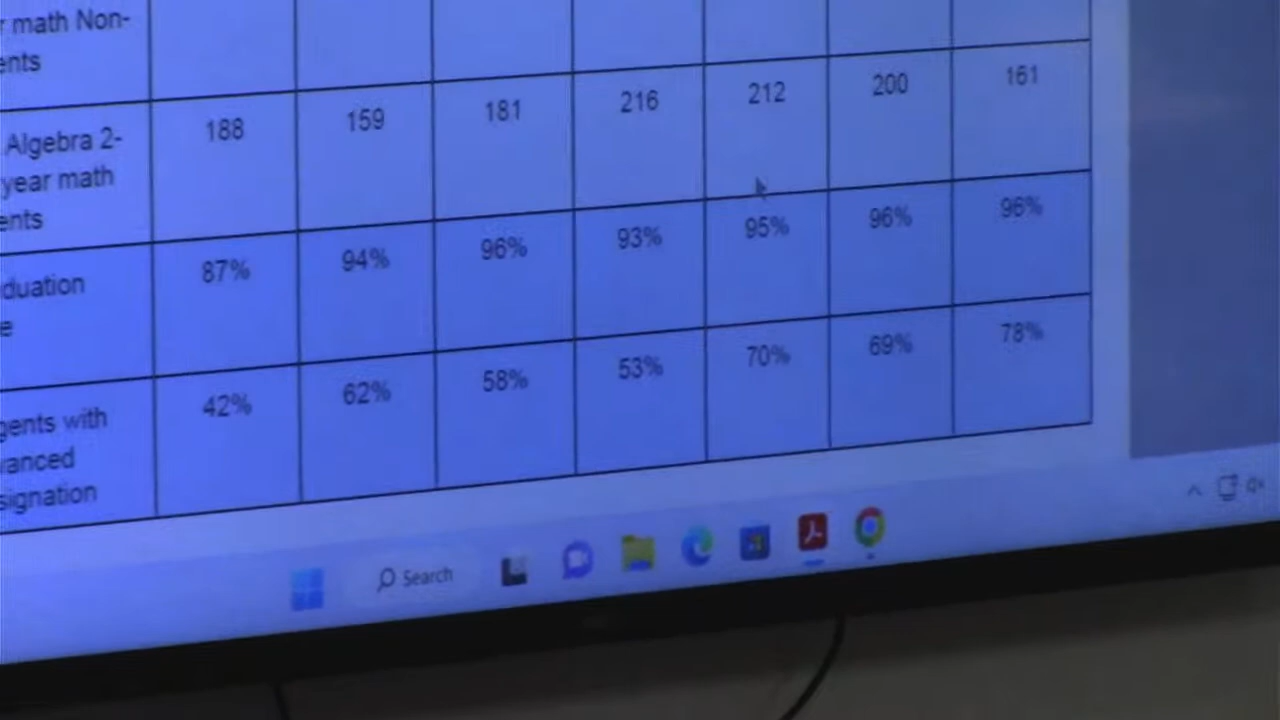 r math Non-
ents
Algebra 2-
year math
ents
188 159 181 216 212 200 161
duation
e
87% 94% 96% 93% 95% 96% 96%
gents with
vanced
signation
42% 62% 58% 53% 70% 69% 78%
Search